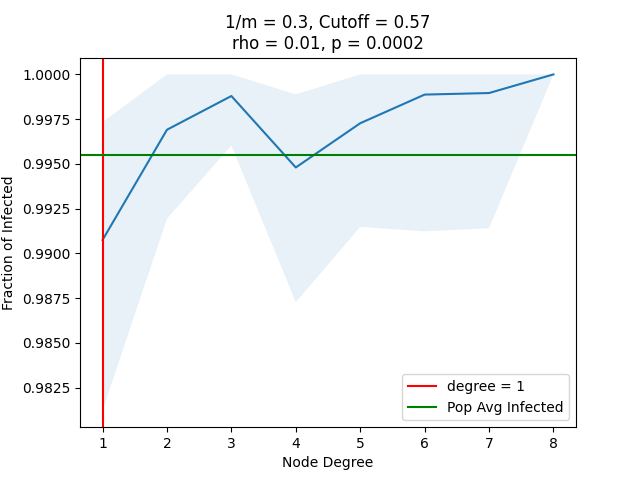 1/m = 0.3, Cutoff = 0.57
rho = 0.01, p = 0.0002
1.0000
0.9975
0.9950
0.9925
0.9900
0.9875
0.9850
0.9825
Fraction of Infected
degree = 1
Pop Avg Infected
1 2 3 4 5 6 7 8
Node Degree